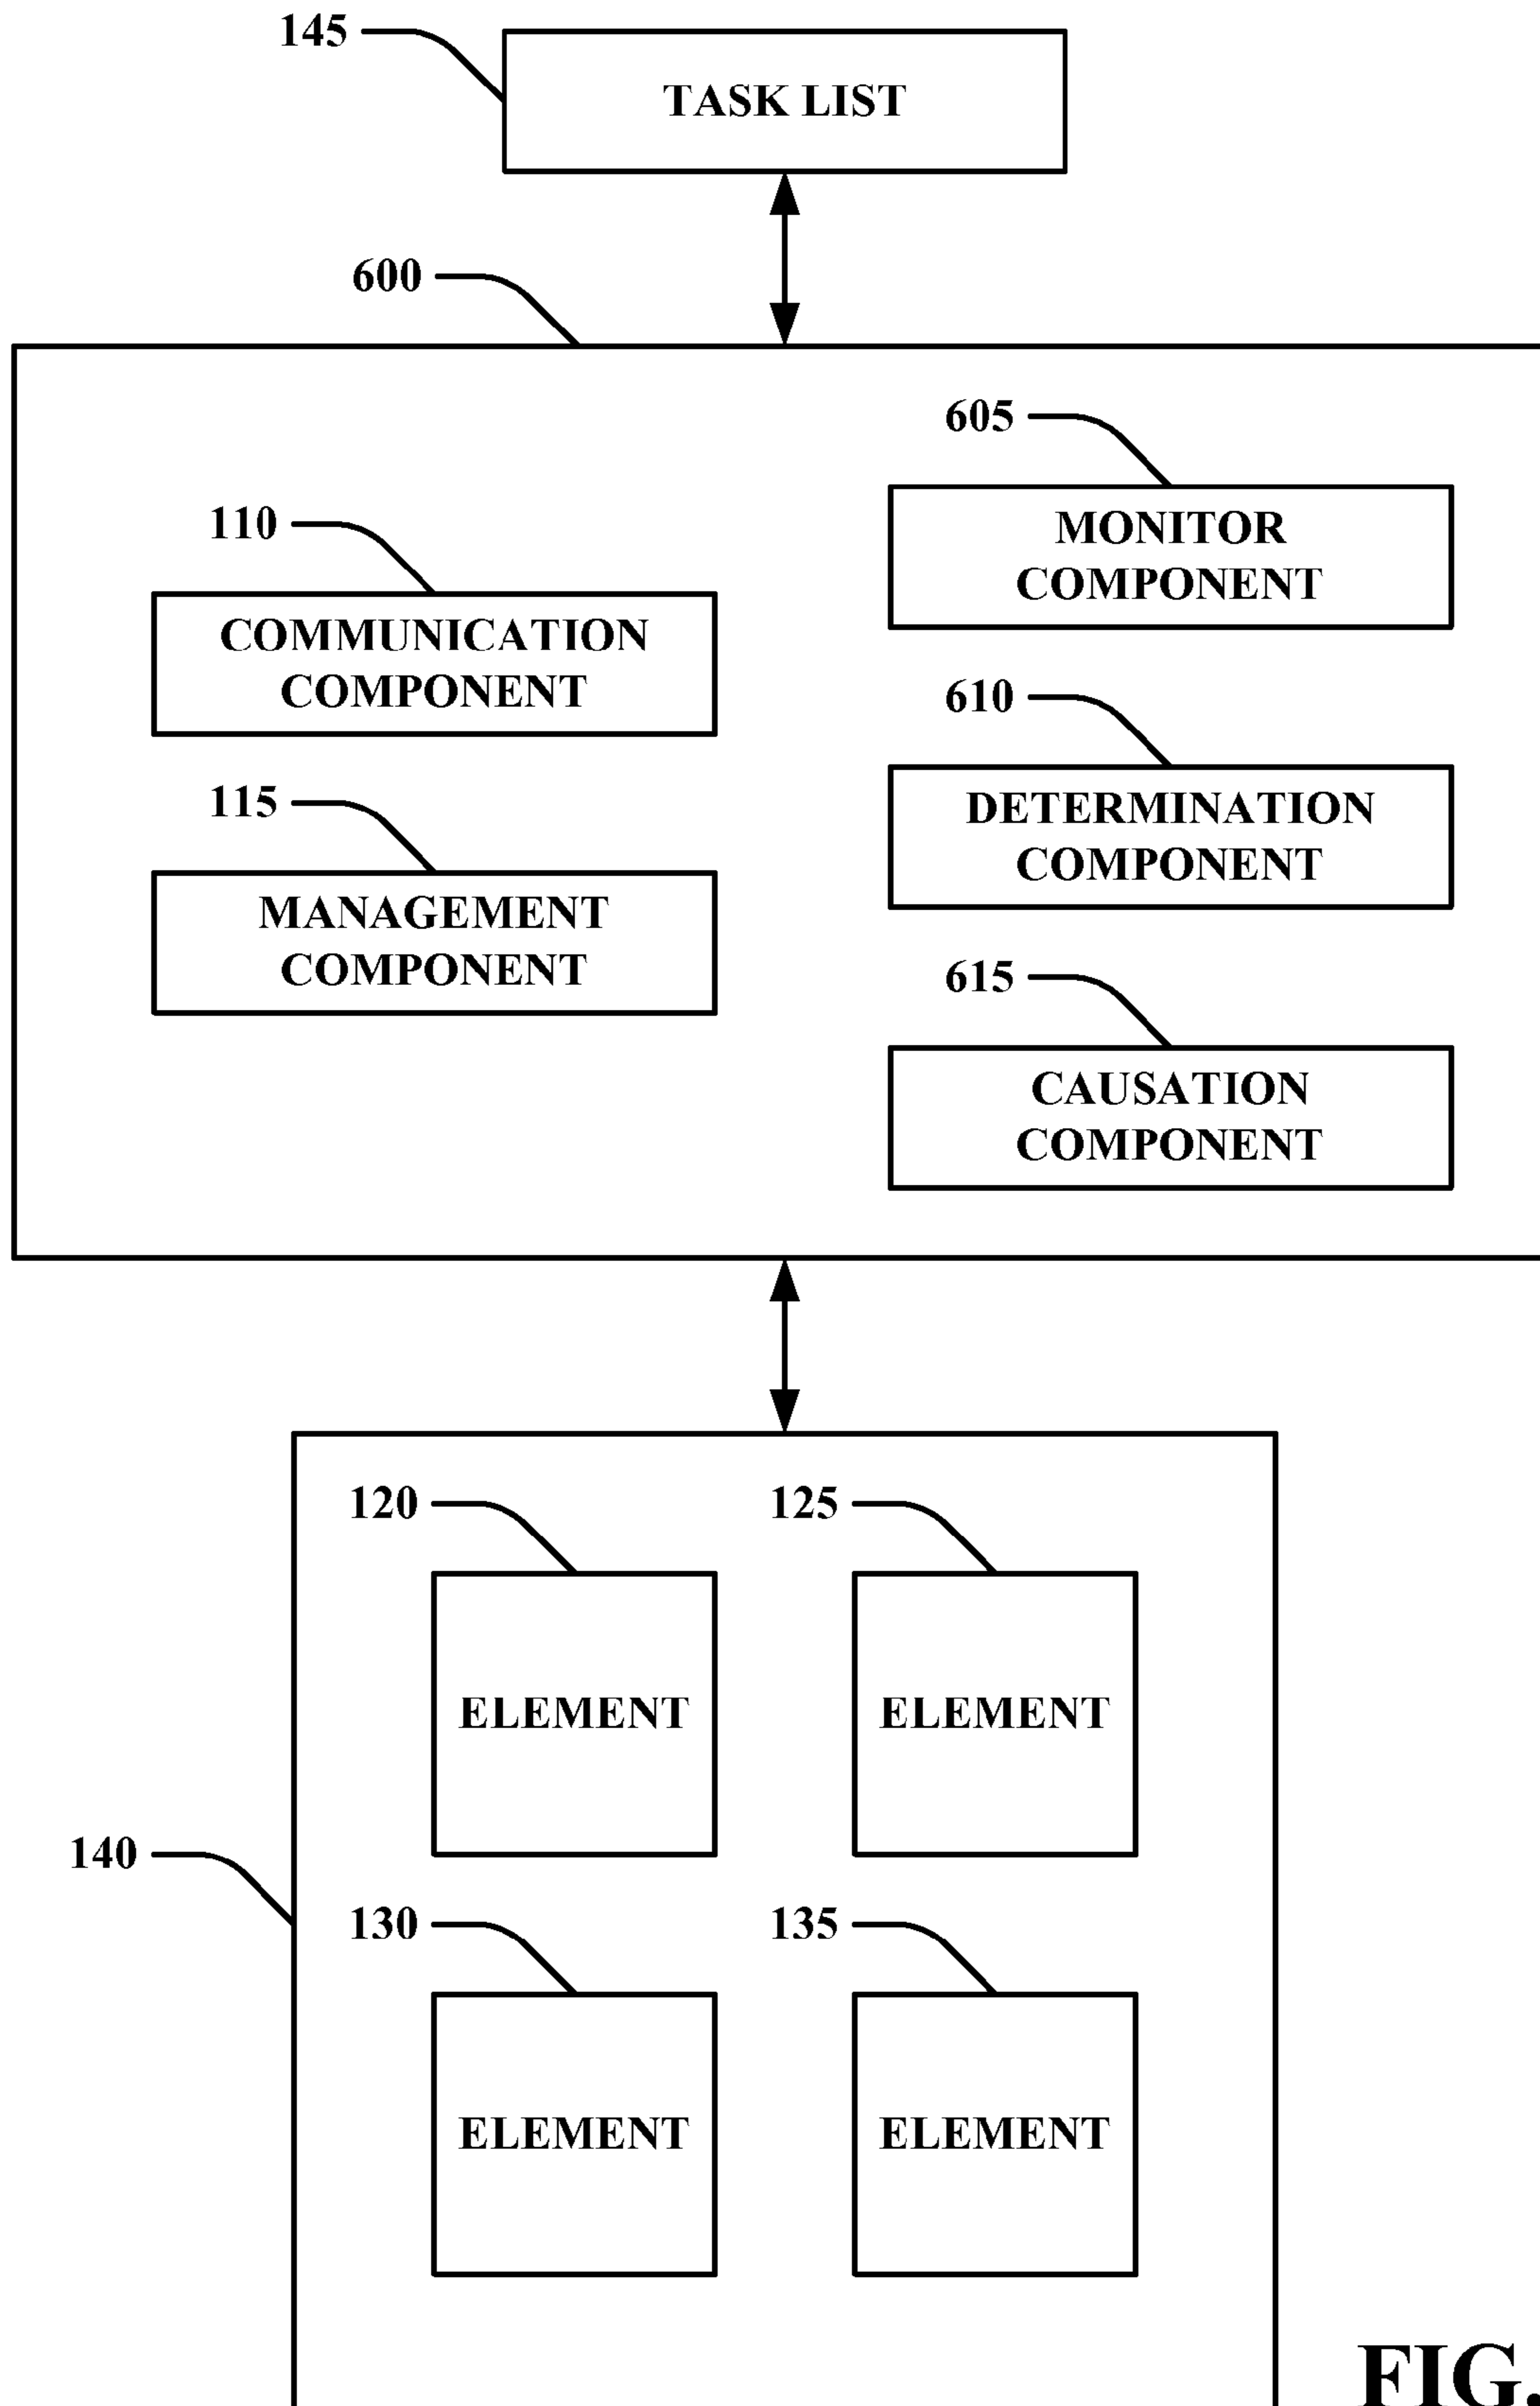 145
TASK LIST
600
605
MONITOR
COMPONENT
110
COMMUNICATION
COMPONENT
610
DETERMINATION
COMPONENT
115
MANAGEMENT
COMPONENT
615
CAUSATION
COMPONENT
120
125
ELEMENT
ELEMENT
140
130
135
ELEMENT
ELEMENT
FIG.